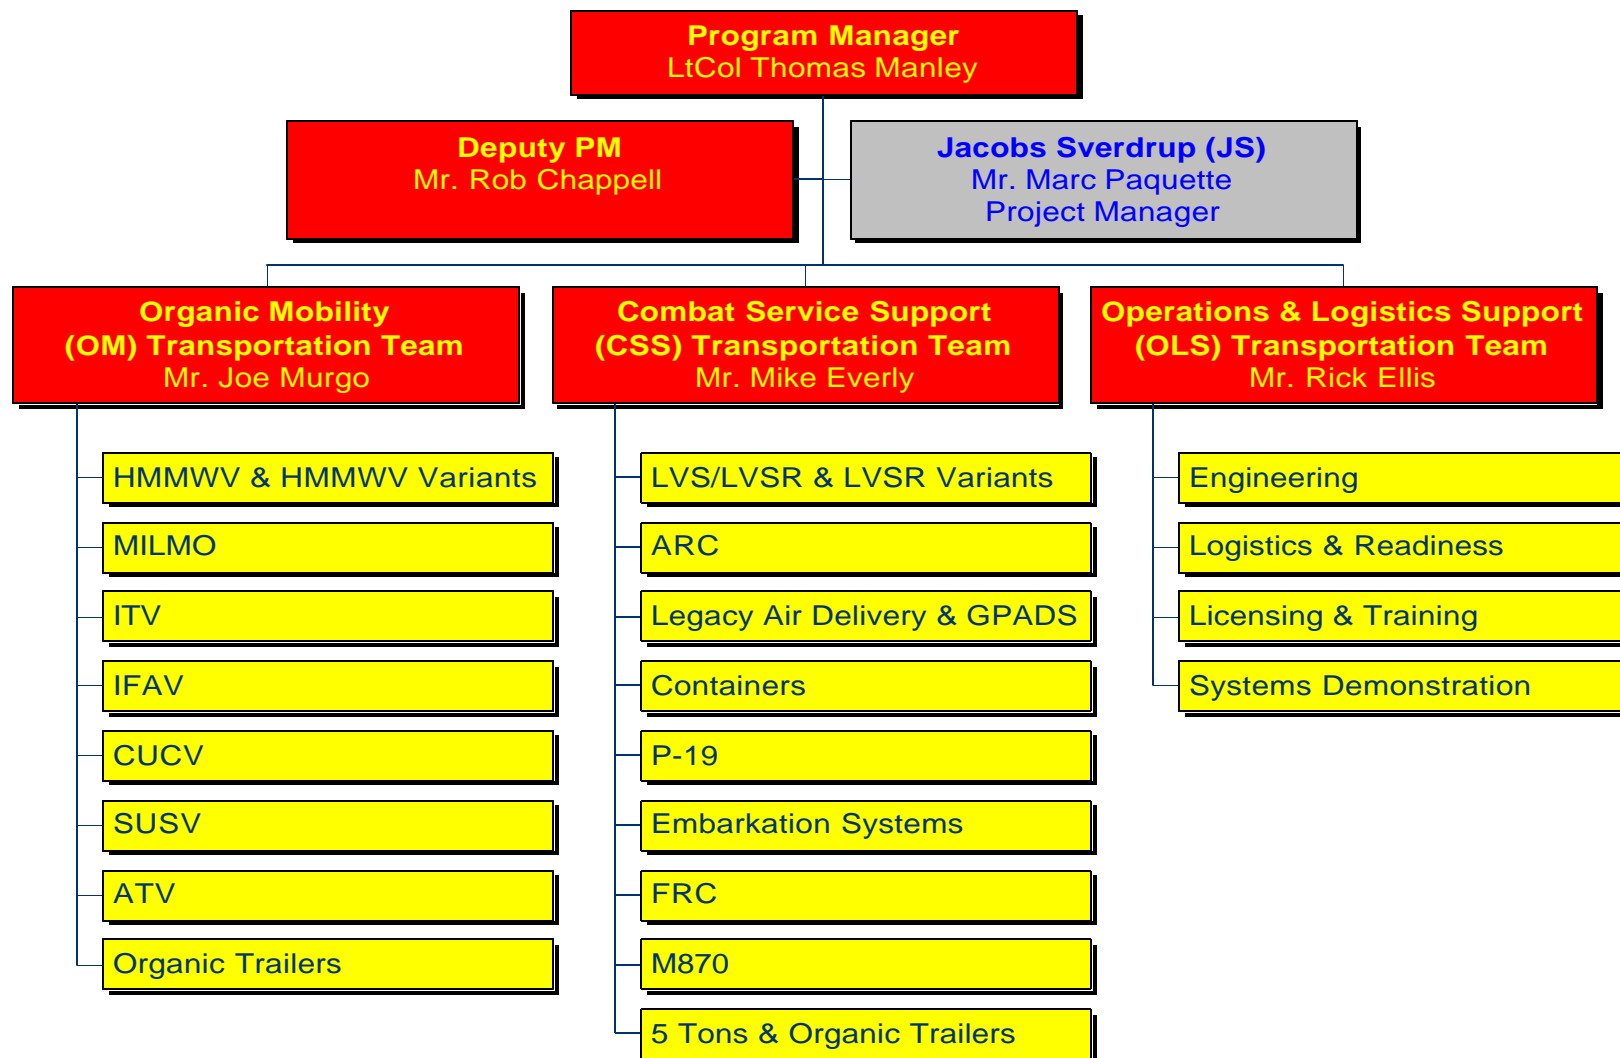 Program Manager
LtCol Thomas Manley
Deputy PM
Mr. Rob Chappell
Jacobs Sverdrup (JS)
Mr. Marc Paquette
Project Manager
Organic Mobility
(OM) Transportation Team
Mr. Joe Murgo
HMMWV & HMMWV Variants
MILMO
ITV
IFAV
CUCV
SUSV
ATV
Organic Trailers
Combat Service Support
(CSS) Transportation Team
Mr. Mike Everly
LVS/LVSR & LVSR Variants
ARC
Legacy Air Delivery & GPADS
Containers
P-19
Embarkation Systems
FRC
M870
5 Tons & Organic Trailers
Operations & Logistics Support
(OLS) Transportation Team
Mr. Rick Ellis
Engineering
Logistics & Readiness
Licensing & Training
Systems Demonstration